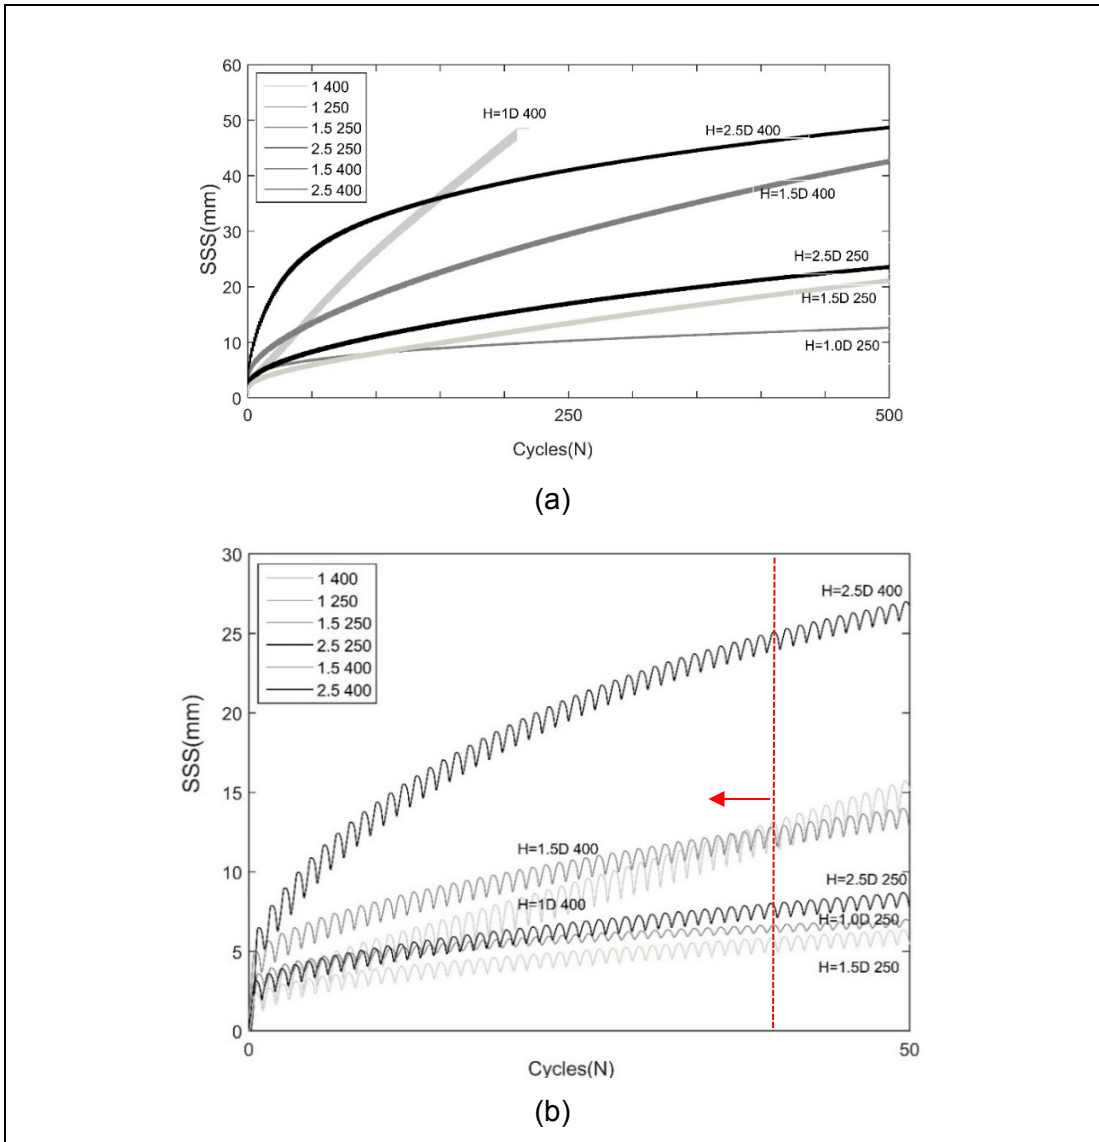 60
50
40
30
20
10
0
SSS(mm)
1 400
1 250
1.5 250
2.5 250
1.5 400
2.5 400
H=1D 400
H=2.5D 400
H=1.5D 400
H=2.5D 250
H=1.5D 250
H=1.0D 250
0
250
500
Cycles(N)
(a)
30
25
20
15
10
5
0
SSS(mm)
1 400
1 250
1.5 250
2.5 250
1.5 400
2.5 400
H=2.5D 400
H=1.5D 400
H=2.5D 250
H=1D 400
H=1.0D 250
H=1.5D 250
0
50
Cycles(N)
(b)